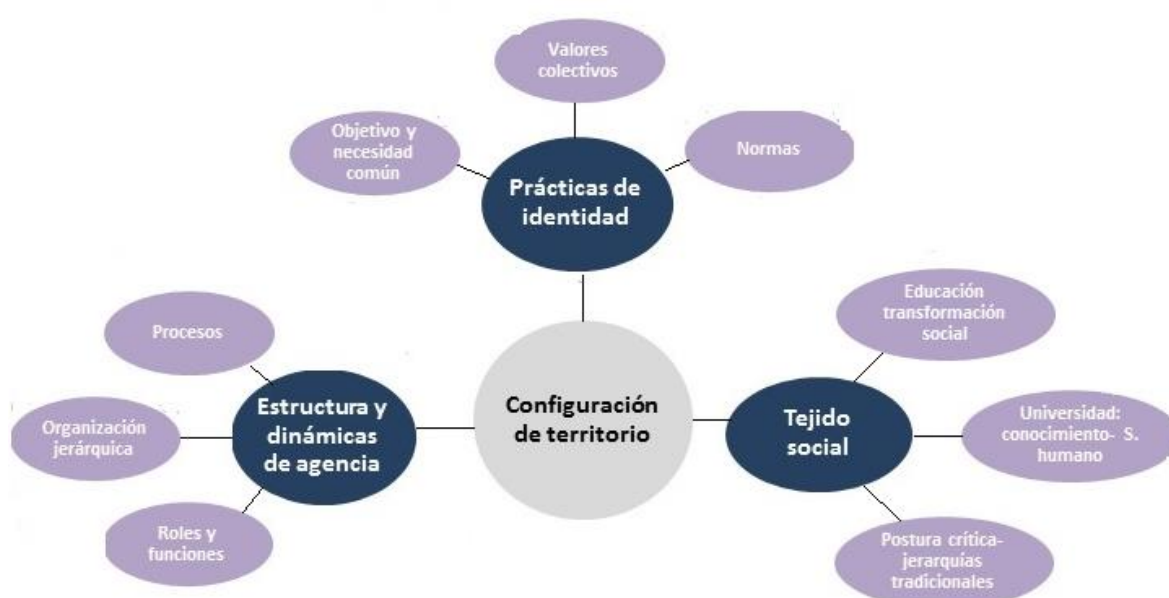 Valores
colectivos
Objetivo y
necesidad
común
Normas
Prácticas de
identidad
Educación
transformación
social
Procesos
Configuración
de territorio
Estructura y
dinámicas
de agencia
Tejido
social
Organización
jerárquica
Universidad:
conocimiento- S.
humano
Roles y
funciones
Postura crítica-
jerarquías
tradicionales